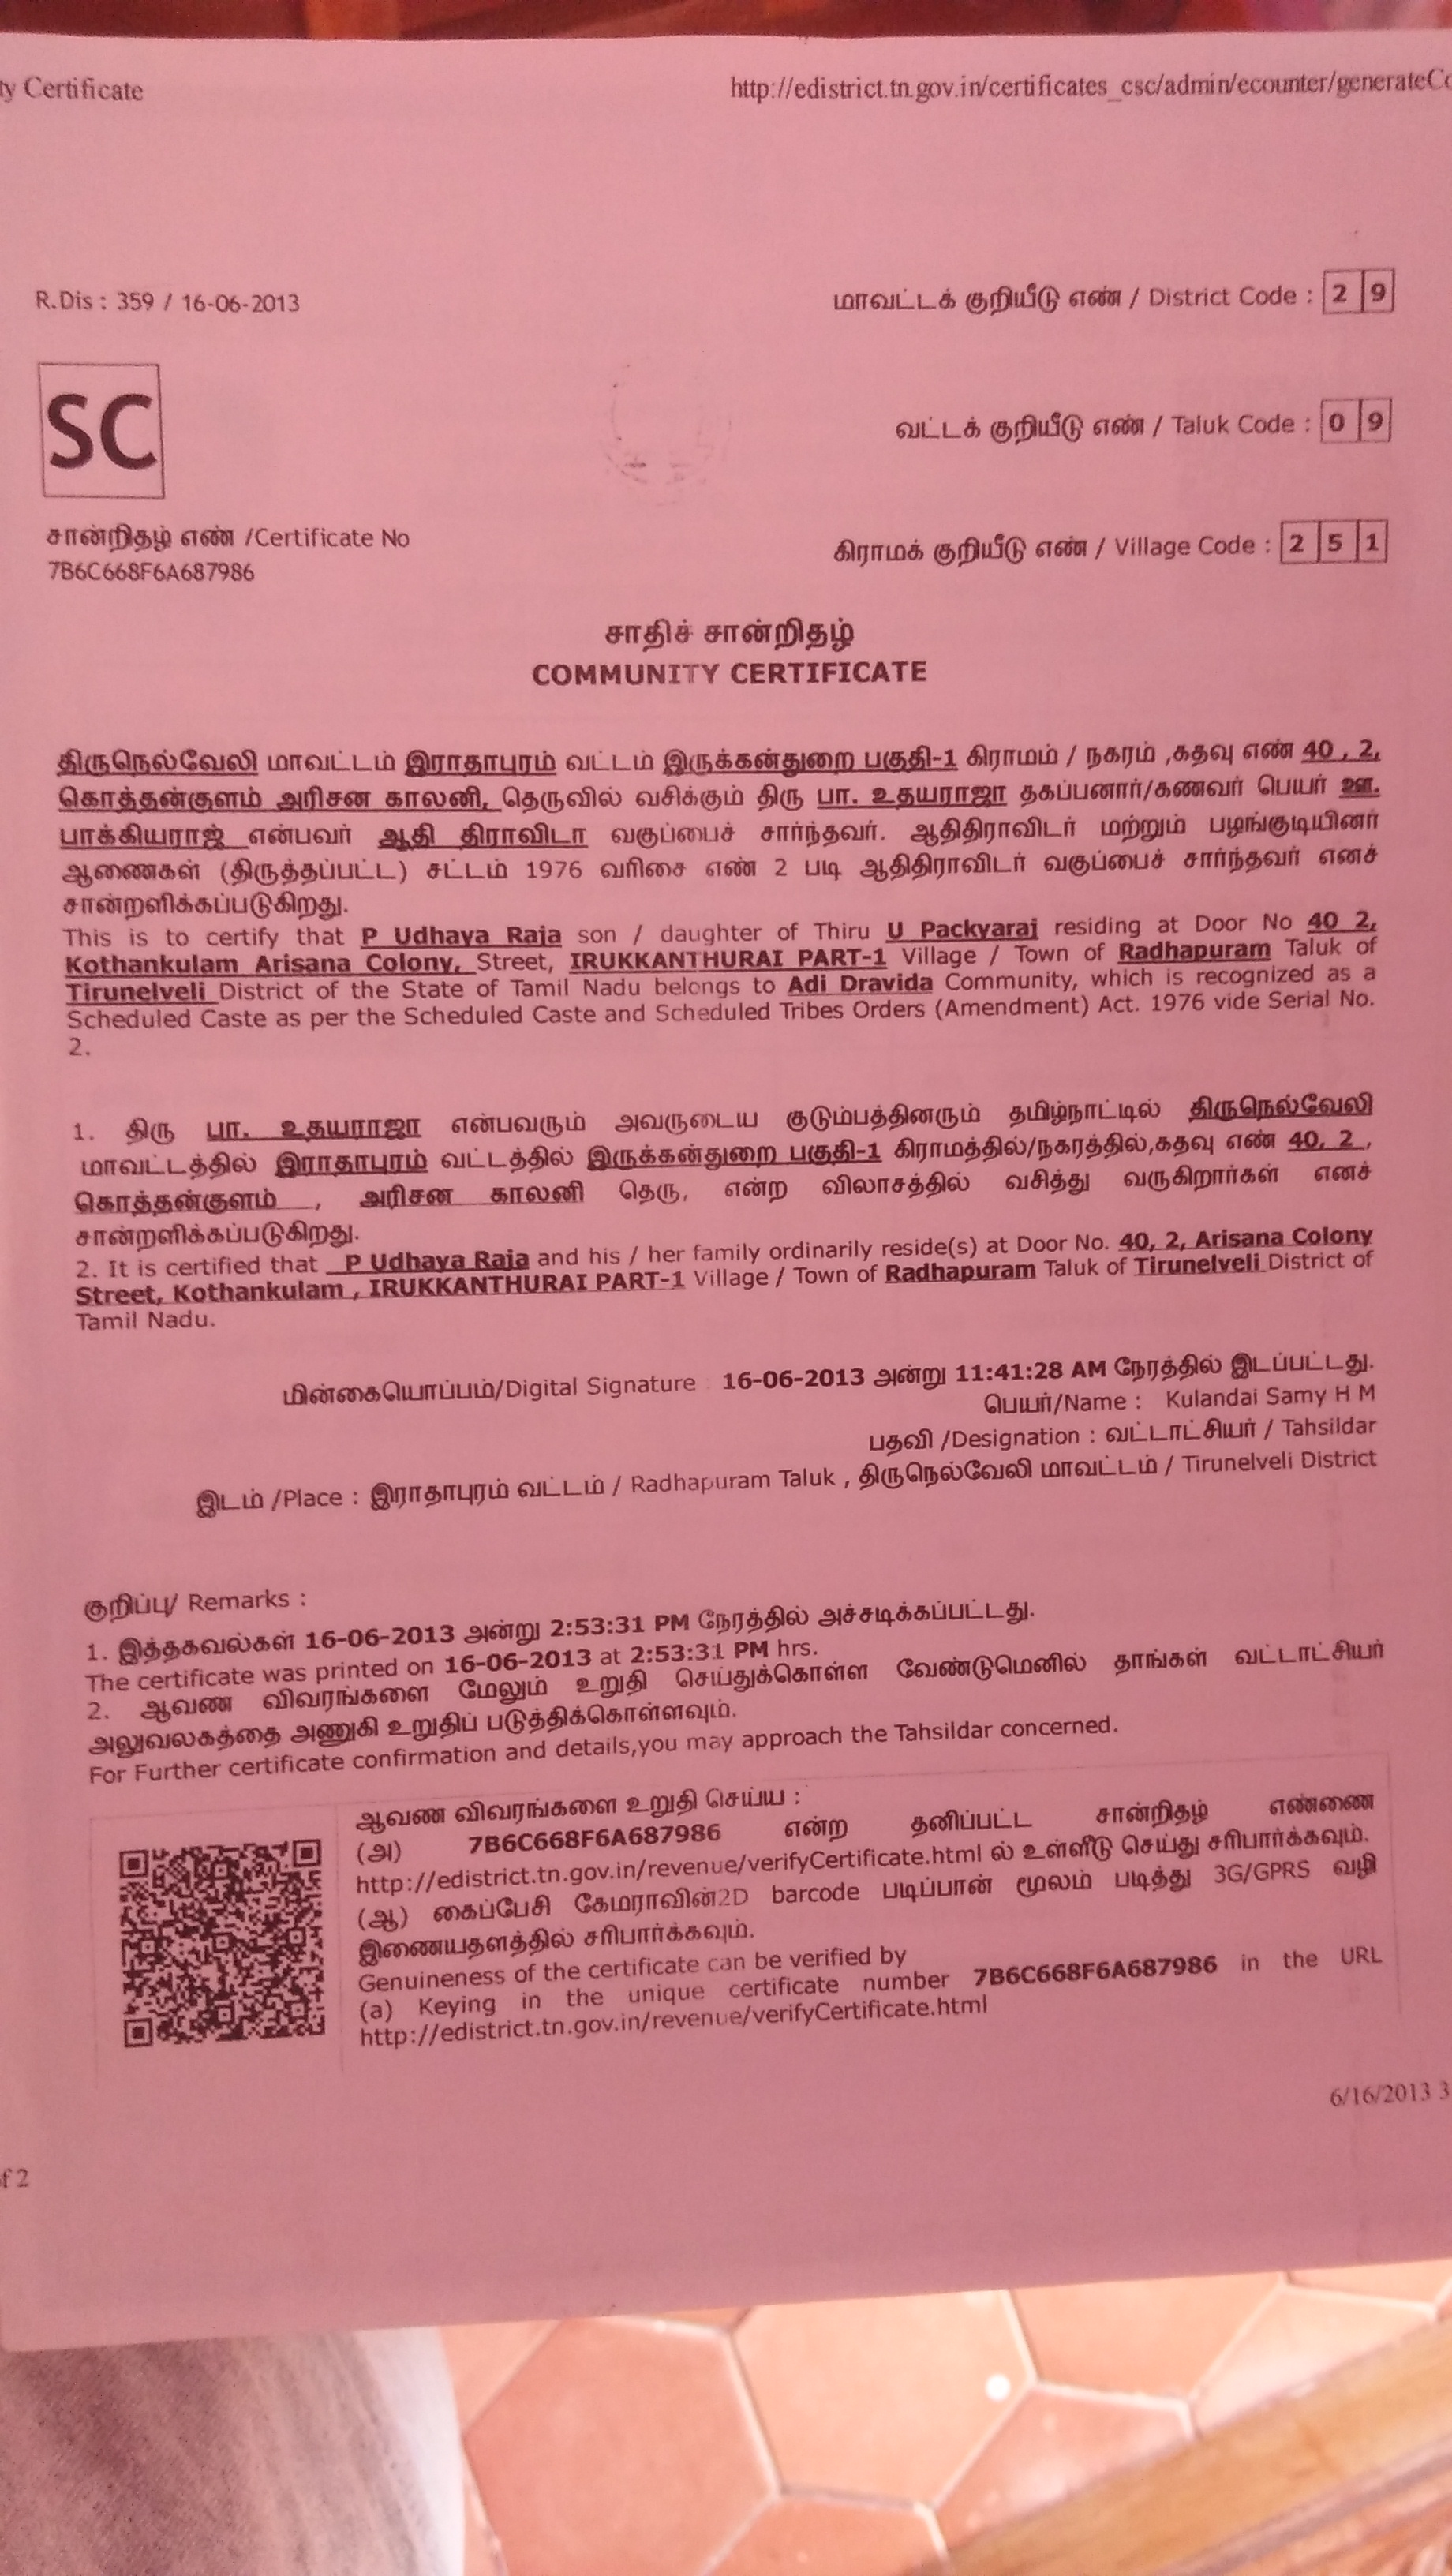 ty Certificate
http://edistrict.tn.gov.in/certificates_csc/admin/ecounter/generateCo
R.Dis : 359 / 16-06-2013
மாவட்டக் குறியீடு எண் / District Code : 2 9
SC
வட்டக் குறியீடு எண் / Taluk Code : 0 9
சான்றிதழ் எண் /Certificate No
7B6C668F6A687986
கிராமக் குறியீடு எண் / Village Code : 2 5 1
சாதிச் சான்றிதழ்
COMMUNITY CERTIFICATE
திருநெல்வேலி மாவட்டம் இராதாபுரம் வட்டம் இருக்கன்துறை பகுதி-1 கிராமம் / நகரம் ,கதவு எண் 40 , 2,
கொத்தன்குளம் அரிசன காலனி, தெருவில் வசிக்கும் திரு பா. உதயராஜா தகப்பனார்/கணவர் பெயர் ஊ.
பாக்கியராஜ் என்பவர் ஆதி திராவிடா வகுப்பைச் சார்ந்தவர். ஆதிதிராவிடர் மற்றும் பழங்குடியினர்
ஆணைகள் (திருத்தப்பட்ட) சட்டம் 1976 வரிசை எண் 2 படி ஆதிதிராவிடர் வகுப்பைச் சார்ந்தவர் எனச்
சான்றளிக்கப்படுகிறது.
This is to certify that P Udhaya Raja son / daughter of Thiru U Packyaraj residing at Door No 40 2,
Kothankulam Arisana Colony, Street, IRUKKANTHURAI PART-1 Village / Town of Radhapuram Taluk of
Tirunelveli District of the State of Tamil Nadu belongs to Adi Dravida Community, which is recognized as a
Scheduled Caste as per the Scheduled Caste and Scheduled Tribes Orders (Amendment) Act. 1976 vide Serial No.
2.
1. திரு பா. உதயராஜா என்பவரும் அவருடைய குடும்பத்தினரும் தமிழ்நாட்டில் திருநெல்வேலி
மாவட்டத்தில் இராதாபுரம் வட்டத்தில் இருக்கன்துறை பகுதி-1 கிராமத்தில்/நகரத்தில்,கதவு எண் 40, 2 ,
கொத்தன்குளம் , அரிசன காலனி தெரு, என்ற விலாசத்தில் வசித்து வருகிறார்கள் எனச்
சான்றளிக்கப்படுகிறது.
2. It is certified that P Udhaya Raja and his / her family ordinarily reside(s) at Door No. 40, 2, Arisana Colony
Street, Kothankulam , IRUKKANTHURAI PART-1 Village / Town of Radhapuram Taluk of Tirunelveli District of
Tamil Nadu.
மின்கையொப்பம்/Digital Signature : 16-06-2013 அன்று 11:41:28 AM நேரத்தில் இடப்பட்டது.
பெயர்/Name : Kulandai Samy H M
பதவி /Designation : வட்டாட்சியர் / Tahsildar
இடம் /Place : இராதாபுரம் வட்டம் / Radhapuram Taluk , திருநெல்வேலி மாவட்டம் / Tirunelveli District
குறிப்பு/ Remarks :
1. இத்தகவல்கள் 16-06-2013 அன்று 2:53:31 PM நேரத்தில் அச்சடிக்கப்பட்டது.
The certificate was printed on 16-06-2013 at 2:53:31 PM hrs.
2. ஆவண விவரங்களை மேலும் உறுதி செய்துக்கொள்ள வேண்டுமெனில் தாங்கள் வட்டாட்சியர்
அலுவலகத்தை அணுகி உறுதிப் படுத்திக்கொள்ளவும்.
For Further certificate confirmation and details,you may approach the Tahsildar concerned.
ஆவண விவரங்களை உறுதி செய்ய :
(அ) 7B6C668F6A687986 என்ற தனிப்பட்ட சான்றிதழ் எண்ணை
http://edistrict.tn.gov.in/revenue/verifyCertificate.html ல் உள்ளீடு செய்து சரிபார்க்கவும்.
(ஆ) கைப்பேசி கேமராவின்2D barcode படிப்பான் மூலம் படித்து 3G/GPRS வழி
இணையதளத்தில் சரிபார்க்கவும்.
Genuineness of the certificate can be verified by
(a) Keying in the unique certificate number 7B6C668F6A687986 in the URL
http://edistrict.tn.gov.in/revenue/verifyCertificate.html
6/16/2013 3
f 2